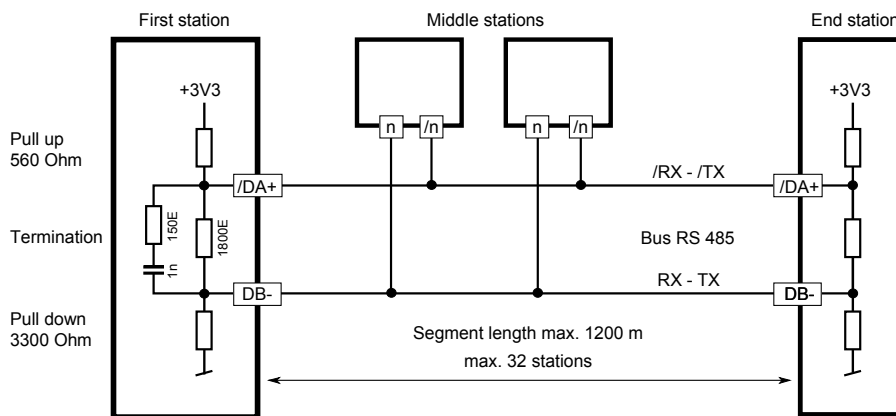 First station
Middle stations
End station
+3V3
+3V3
n
/n
n
/n
Pull up
560 Ohm
/DA+
/RX - /TX
/DA+
150E
1800E
Termination
Bus RS 485
1n
DB-
RX - TX
DB-
Pull down
3300 Ohm
Segment length max. 1200 m
max. 32 stations